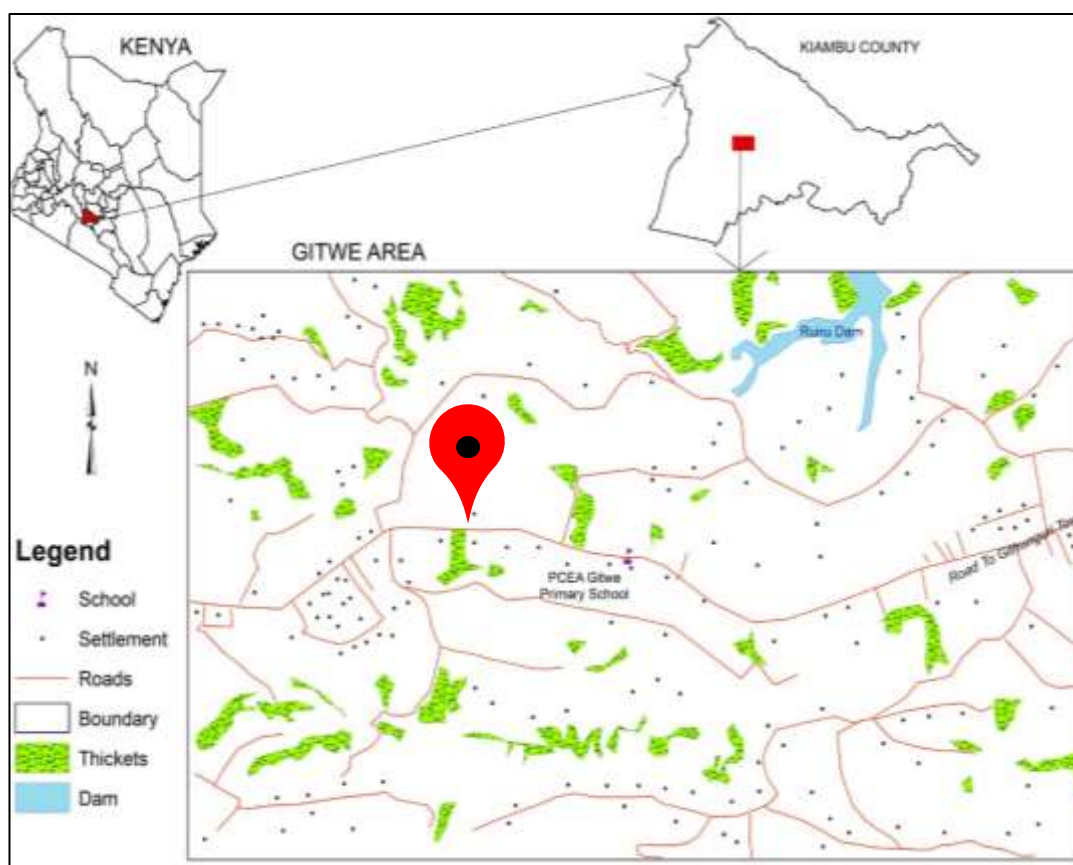 KENYA
KIAMBU COUNTY
GITWE AREA
Ruiru Dam
N
PCEA Gitwe
Primary School
Road To Githunguri
Legend
School
Settlement
Roads
Boundary
Thickets
Dam